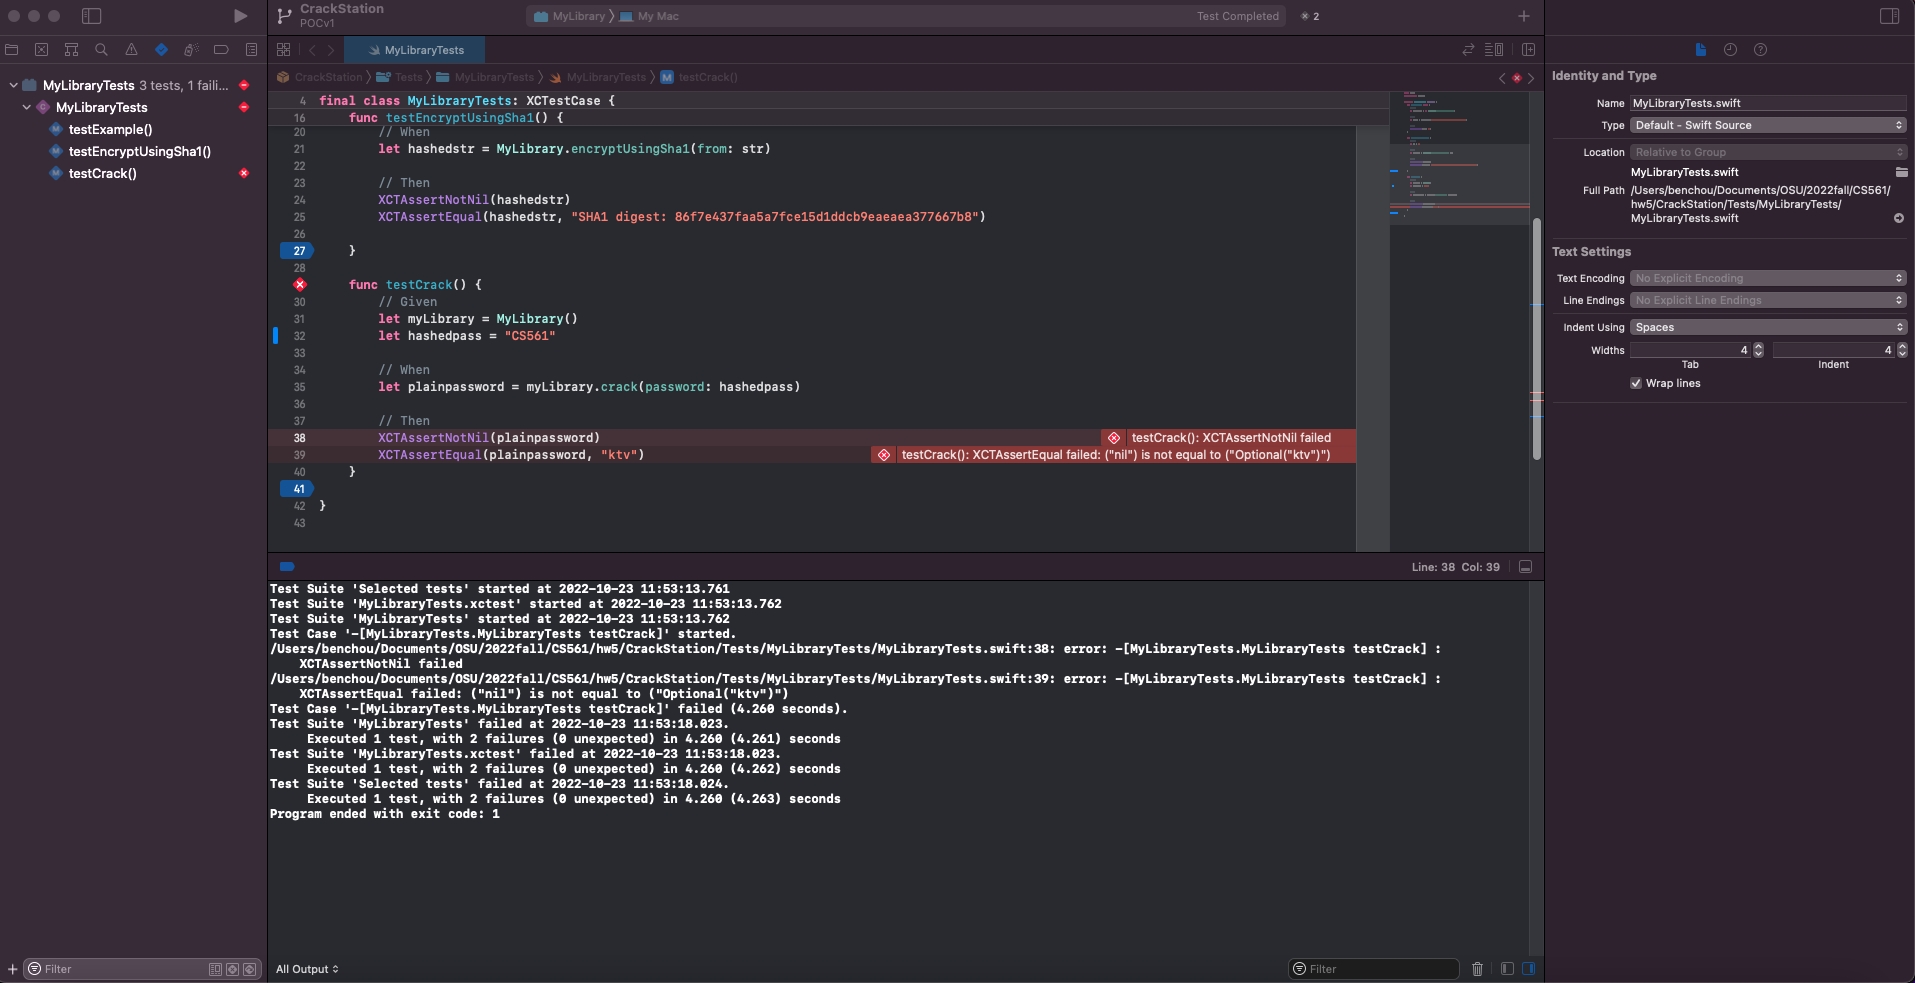 CrackStation
POCv1
MyLibrary
My Mac
Test Completed
2
MyLibraryTests
CrackStation
Tests
MyLibraryTests
MyLibraryTests
M
testCrack()
MyLibraryTests 3 tests, 1 faili...
C MyLibraryTests
M testExample()
M testEncryptUsingSha1()
M testCrack()
4 final class MyLibraryTests: XCTestCase {
16 func testEncryptUsingSha1() {
20 // When
21 let hashedstr = MyLibrary.encryptUsingSha1(from: str)
22
23 // Then
24 XCTAssertNotNil(hashedstr)
25 XCTAssertEqual(hashedstr, "SHA1 digest: 86f7e437faa5a7fce15d1ddcb9eaeaea377667b8")
26
27 }
28
func testCrack() {
30 // Given
31 let myLibrary = MyLibrary()
32 let hashedpass = "CS561"
33
34 // When
35 let plainpassword = myLibrary.crack(password: hashedpass)
36
37 // Then
38 XCTAssertNotNil(plainpassword) testCrack(): XCTAssertNotNil failed
39 XCTAssertEqual(plainpassword, "ktv") testCrack(): XCTAssertEqual failed: ("nil") is not equal to ("Optional("ktv")")
40 }
41
42 }
43
Line: 38 Col: 39
Test Suite 'Selected tests' started at 2022-10-23 11:53:13.761
Test Suite 'MyLibraryTests.xctest' started at 2022-10-23 11:53:13.762
Test Suite 'MyLibraryTests' started at 2022-10-23 11:53:13.762
Test Case '-[MyLibraryTests.MyLibraryTests testCrack]' started.
/Users/benchou/Documents/OSU/2022fall/CS561/hw5/CrackStation/Tests/MyLibraryTests/MyLibraryTests.swift:38: error: -[MyLibraryTests.MyLibraryTests testCrack] :
XCTAssertNotNil failed
/Users/benchou/Documents/OSU/2022fall/CS561/hw5/CrackStation/Tests/MyLibraryTests/MyLibraryTests.swift:39: error: -[MyLibraryTests.MyLibraryTests testCrack] :
XCTAssertEqual failed: ("nil") is not equal to ("Optional("ktv")")
Test Case '-[MyLibraryTests.MyLibraryTests testCrack]' failed (4.260 seconds).
Test Suite 'MyLibraryTests' failed at 2022-10-23 11:53:18.023.
Executed 1 test, with 2 failures (0 unexpected) in 4.260 (4.261) seconds
Test Suite 'MyLibraryTests.xctest' failed at 2022-10-23 11:53:18.023.
Executed 1 test, with 2 failures (0 unexpected) in 4.260 (4.262) seconds
Test Suite 'Selected tests' failed at 2022-10-23 11:53:18.024.
Executed 1 test, with 2 failures (0 unexpected) in 4.260 (4.263) seconds
Program ended with exit code: 1
Filter
All Output
Filter
Identity and Type
Name MyLibraryTests.swift
Type Default - Swift Source
Location Relative to Group
MyLibraryTests.swift
Full Path /Users/benchou/Documents/OSU/2022fall/CS561/
hw5/CrackStation/Tests/MyLibraryTests/
MyLibraryTests.swift
Text Settings
Text Encoding No Explicit Encoding
Line Endings No Explicit Line Endings
Indent Using Spaces
Widths 4 4
Tab Indent
Wrap lines